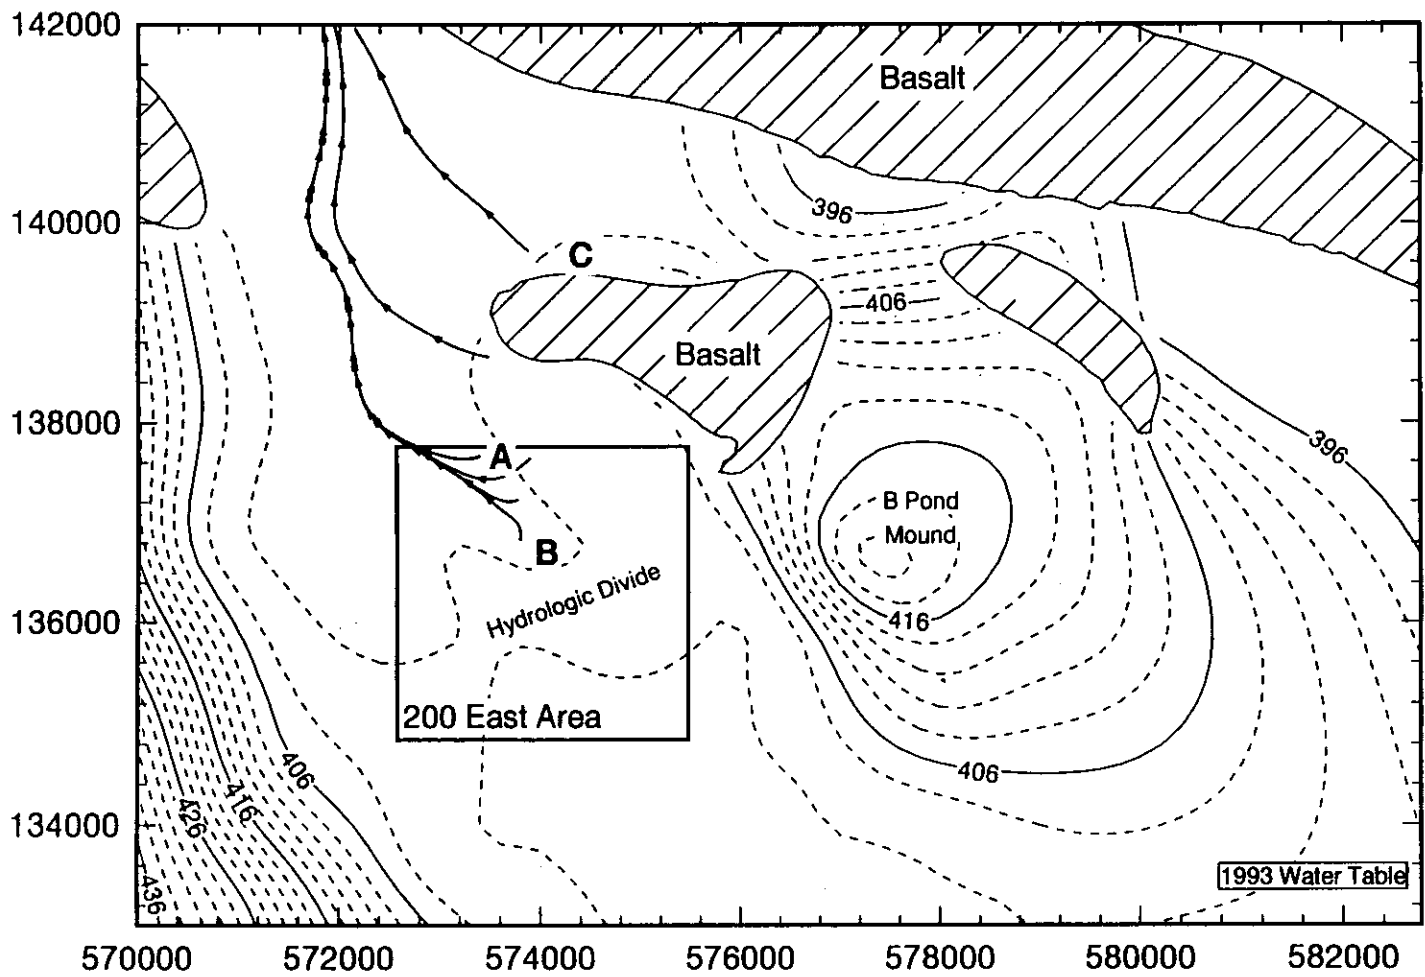 142000
Basalt
140000
396
C
406
Basalt
138000
396
A
B Pond
Mound
B
Hydrologic Divide
136000
416
200 East Area
406
406
416
426
134000
436
1993 Water Table
570000 572000 574000 576000 578000 580000 582000